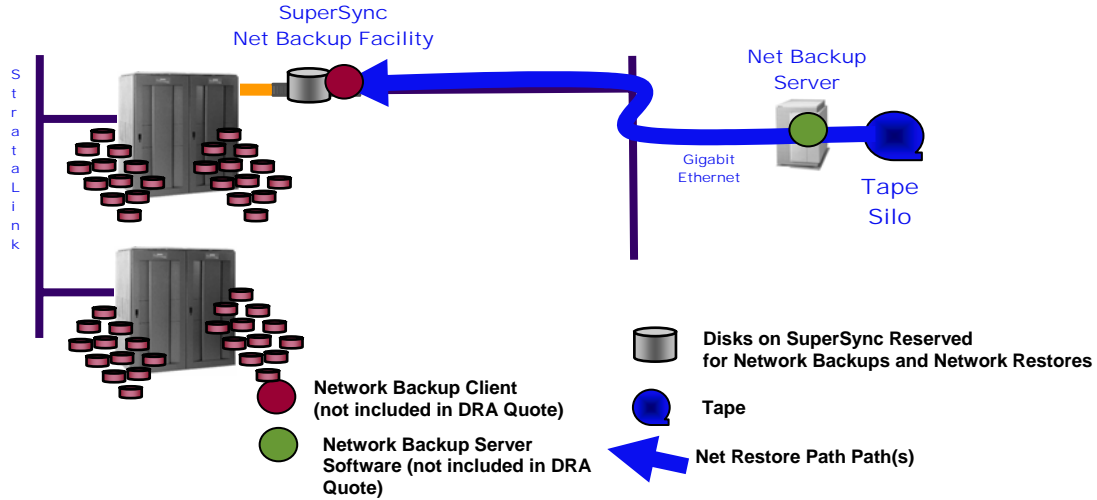 SuperSync
Net Backup Facility
StrataLink
Net Backup
Server
Gigabit
Ethernet
Tape
Silo
Disks on SuperSync Reserved
for Network Backups and Network Restores
Network Backup Client
(not included in DRA Quote)
Tape
Network Backup Server
Software (not included in DRA
Quote)
Net Restore Path Path(s)